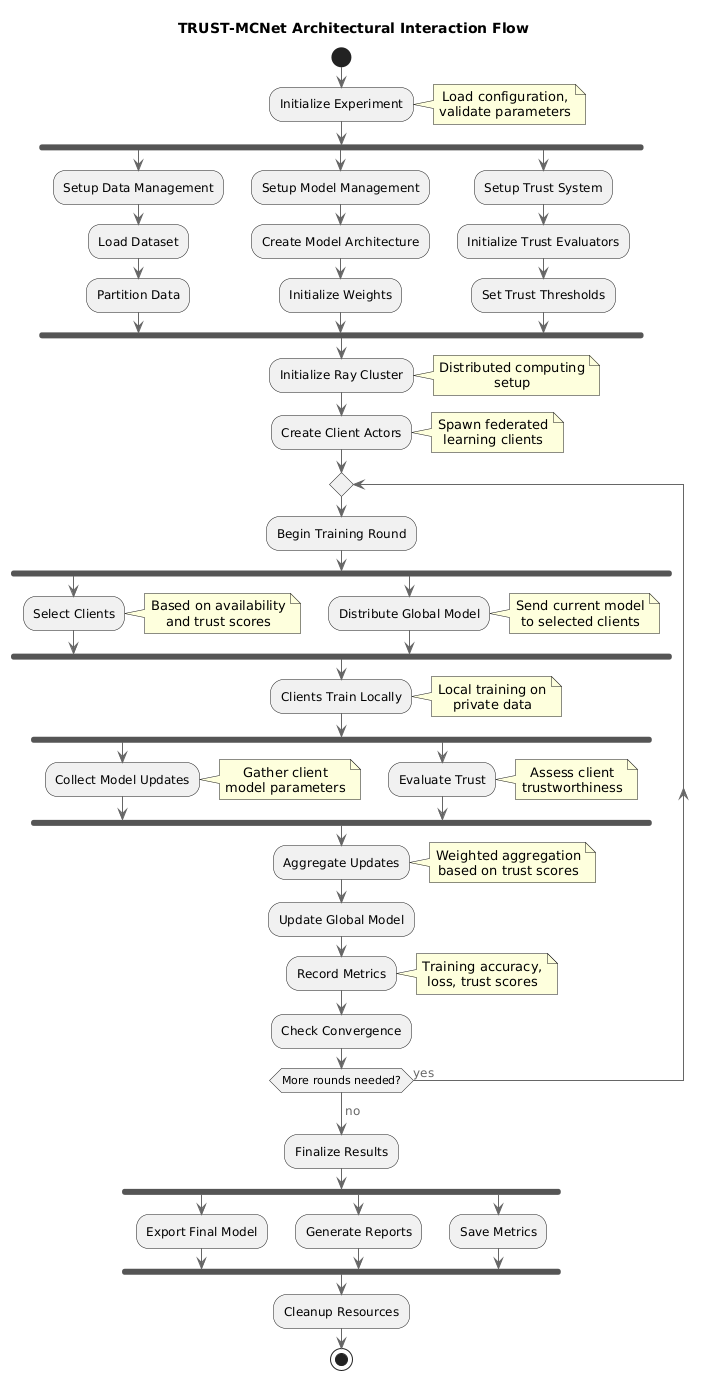 TRUST-MCNet Architectural Interaction Flow
Initialize Experiment
Load configuration,
validate parameters
Setup Data Management
Setup Model Management
Setup Trust System
Load Dataset
Create Model Architecture
Initialize Trust Evaluators
Partition Data
Initialize Weights
Set Trust Thresholds
Initialize Ray Cluster
Distributed computing
setup
Create Client Actors
Spawn federated
learning clients
Begin Training Round
Select Clients
Based on availability
and trust scores
Distribute Global Model
Send current model
to selected clients
Clients Train Locally
Local training on
private data
Collect Model Updates
Gather client
model parameters
Evaluate Trust
Assess client
trustworthiness
Aggregate Updates
Weighted aggregation
based on trust scores
Update Global Model
Record Metrics
Training accuracy,
loss, trust scores
Check Convergence
More rounds needed?
yes
no
Finalize Results
Export Final Model
Generate Reports
Save Metrics
Cleanup Resources